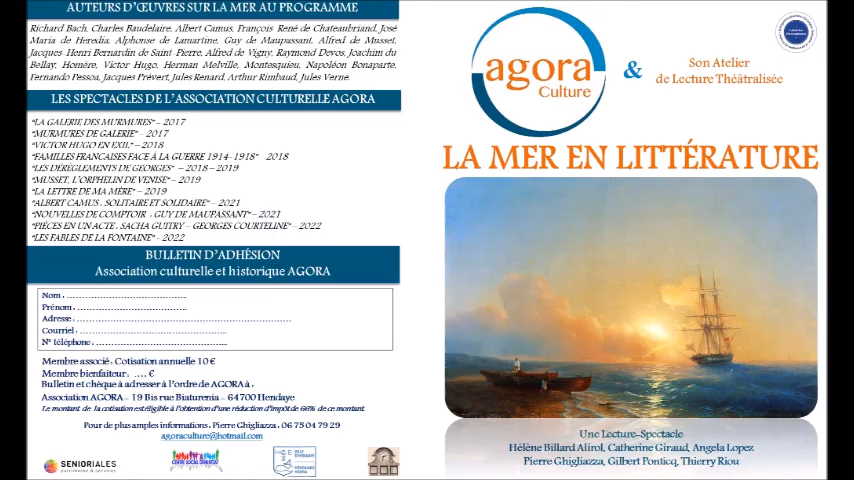 AUTEURS D'ŒUVRES SUR LA MER AU PROGRAMME
Richard Bach, Charles Baudelaire, Albert Camus, François René de Chateaubriand, José
Maria de Heredia, Alphonse de Lamartine, Guy de Maupassant, Alfred de Musset,
Jacques-Henri Bernardin de Saint-Pierre, Alfred de Vigny, Raymond Devos, Joachim du
Bellay, Homère, Victor Hugo, Herman Melville, Montesquieu, Napoléon Bonaparte,
Fernando Pessoa, Jacques Prévert, Jules Renard, Arthur Rimbaud, Jules Verne.
LES SPECTACLES DE L'ASSOCIATION CULTURELLE AGORA
"LA GALERIE DES MURMURES" - 2017
"MURMURES DE GALERIE" - 2017
"VICTOR HUGO EN EXIL" - 2018
"FAMILLES FRANCAISES FACE À LA GUERRE 1914-1918" 2018
"LES DÉRÈGLEMENTS DE GEORGES" - 2018 - 2019
"MUSSET, L'ORPHELIN DE VENISE" - 2019
"LA LETTRE DE MA MÈRE" - 2019
"ALBERT CAMUS : SOLITAIRE ET SOLIDAIRE" - 2021
"NOUVELLES DE COMPTOIR : GUY DE MAUPASSANT" - 2021
"PIÈCES EN UN ACTE : SACHA GUITRY - GEORGES COURTELINE" - 2022
"LES FABLES DE LA FONTAINE" - 2022
BULLETIN D'ADHÉSION
Association culturelle et historique AGORA
Nom : ........................................
Prénom : .....................................
Adresse : ........................................................................
Courriel : .................................................
N° téléphone : ............................................
Membre associé : Cotisation annuelle 10 €
Membre bienfaiteur : .... €
Bulletin et chèque à adresser à l'ordre de AGORA à :
Association AGORA - 19 Bis rue Biaturenia - 64700 Hendaye
Le montant de la cotisation est éligible à l'obtention d'une réduction d'impôt de 66% de ce montant.
Pour de plus amples informations : Pierre Ghigliazza : 06 75 04 79 29
agoraculture@hotmail.com
SENIORIALES
CENTRE SOCIAL
VILLE
agora
Culture
&
Son Atelier
de Lecture Théâtralisée
LA MER EN LITTÉRATURE
Une Lecture-Spectacle
Hélène Billard Alirol, Catherine Giraud, Angela Lopez
Pierre Ghigliazza, Gilbert Ponticq, Thierry Riou